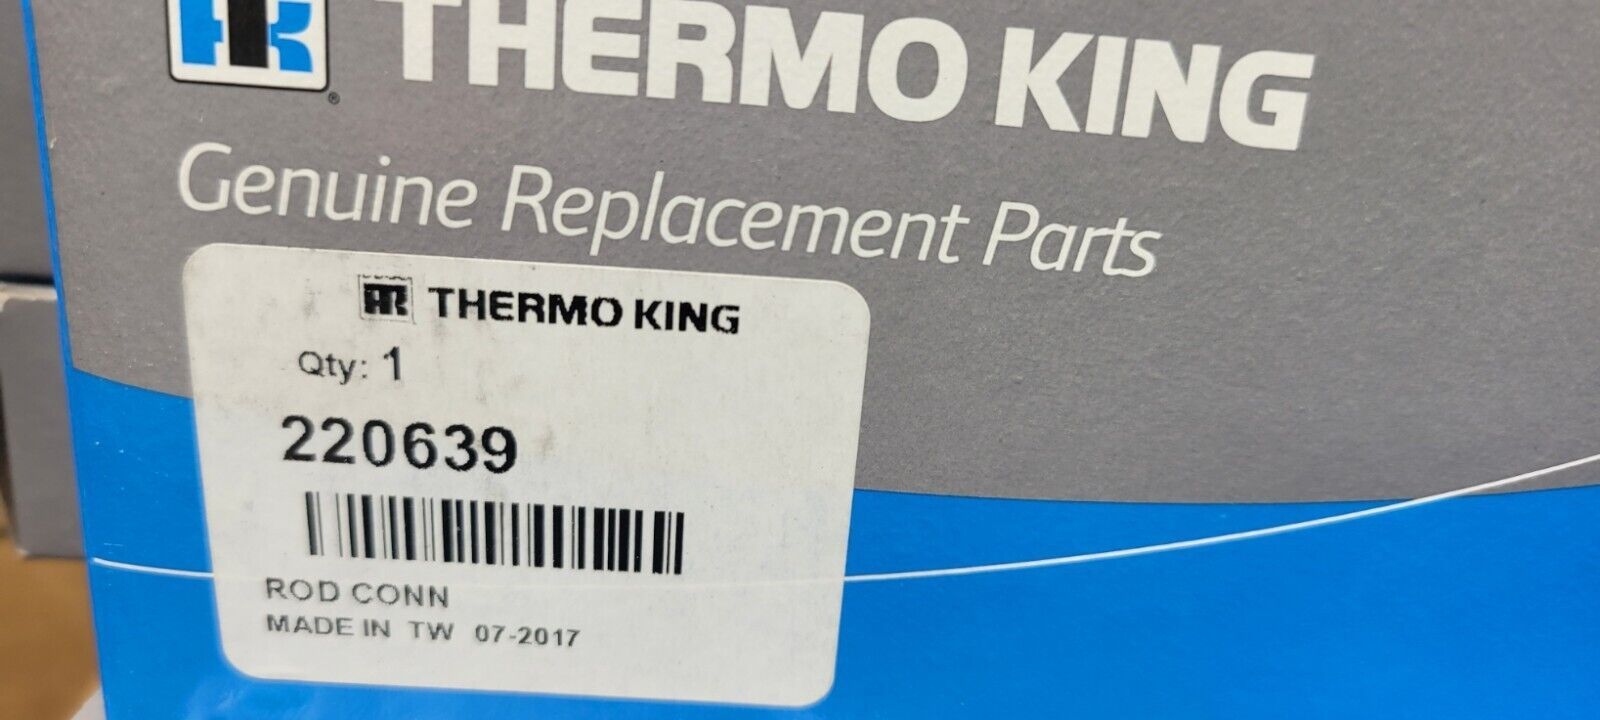 THERMO KING
®
Genuine Replacement Parts
THERMO KING
Qty: 1
220639
ROD CONN
MADE IN TW 07-2017